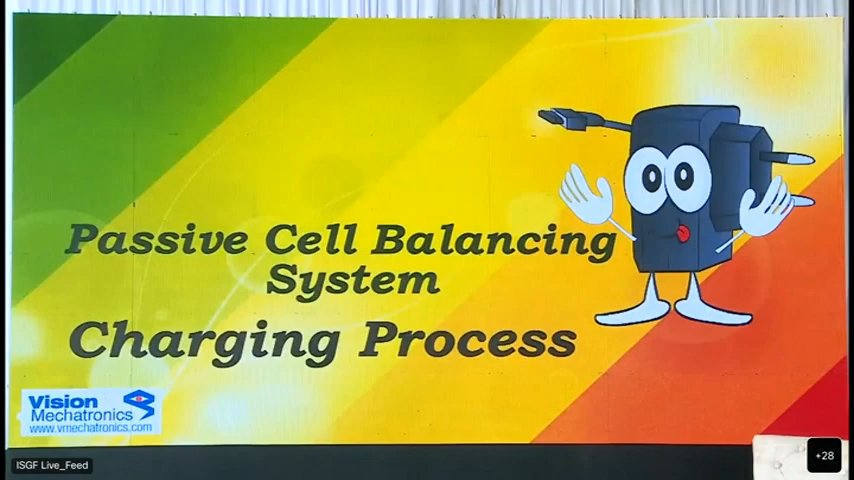 Passive Cell Balancing
System
Charging Process
Vision
Mechatronics
www.vmechatronics.com
ISGF Live_Feed
+28